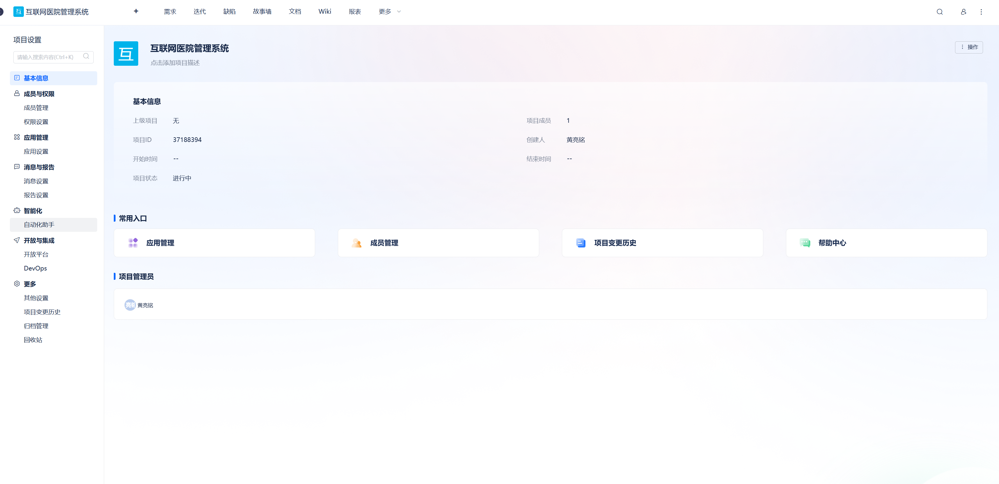 互 互联网医院管理系统 + 需求 迭代 缺陷 故事墙 文档 Wiki 报表 更多
项目设置
请输入搜索内容(Ctrl+K)
基本信息
成员与权限
成员管理
权限设置
应用管理
应用设置
消息与报告
消息设置
报告设置
智能化
自动化助手
开放与集成
开放平台
DevOps
更多
其他设置
项目变更历史
归档管理
回收站
互
互联网医院管理系统
点击添加项目描述
操作
基本信息
上级项目 无 项目成员 1
项目ID 37188394 创建人 黄亮铭
开始时间 -- 结束时间 --
项目状态 进行中
常用入口
应用管理 成员管理 项目变更历史 帮助中心
项目管理员
亮铭 黄亮铭